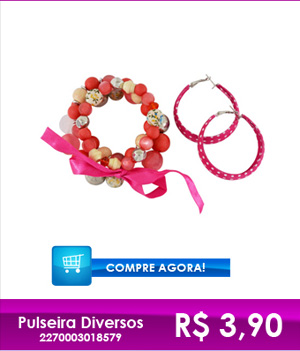 COMPRE AGORA!
Pulseira Diversos
2270003018579
R$ 3,90